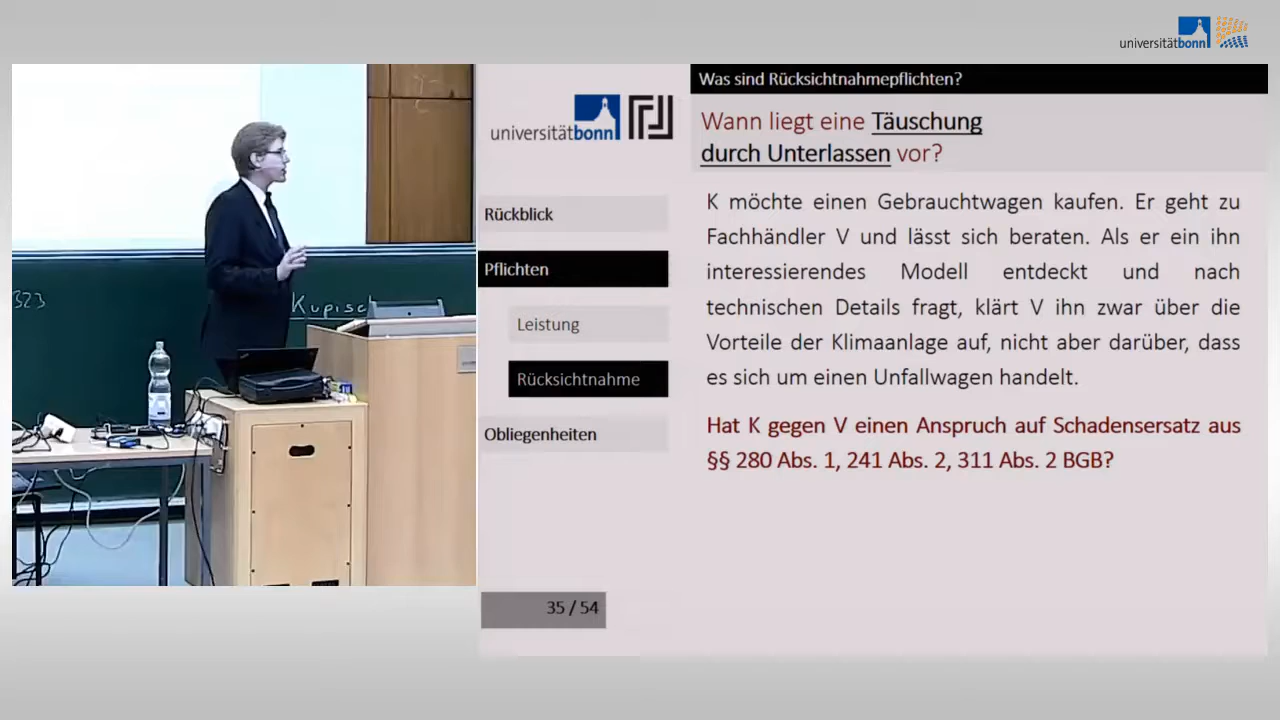 universitätbonn
Was sind Rücksichtnahmepflichten?
universitätbonn
Wann liegt eine Täuschung
durch Unterlassen vor?
Rückblick
Pflichten
Leistung
Rücksichtnahme
Obliegenheiten
K möchte einen Gebrauchtwagen kaufen. Er geht zu
Fachhändler V und lässt sich beraten. Als er ein ihn
interessierendes Modell entdeckt und nach
technischen Details fragt, klärt V ihn zwar über die
Vorteile der Klimaanlage auf, nicht aber darüber, dass
es sich um einen Unfallwagen handelt.
Hat K gegen V einen Anspruch auf Schadensersatz aus
§§ 280 Abs. 1, 241 Abs. 2, 311 Abs. 2 BGB?
35 / 54
323
Kupisc